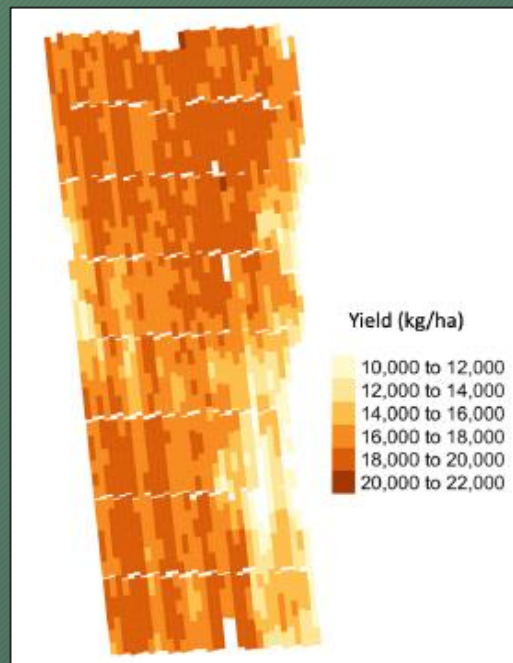 Yield (kg/ha)
10,000 to 12,000
12,000 to 14,000
14,000 to 16,000
16,000 to 18,000
18,000 to 20,000
20,000 to 22,000